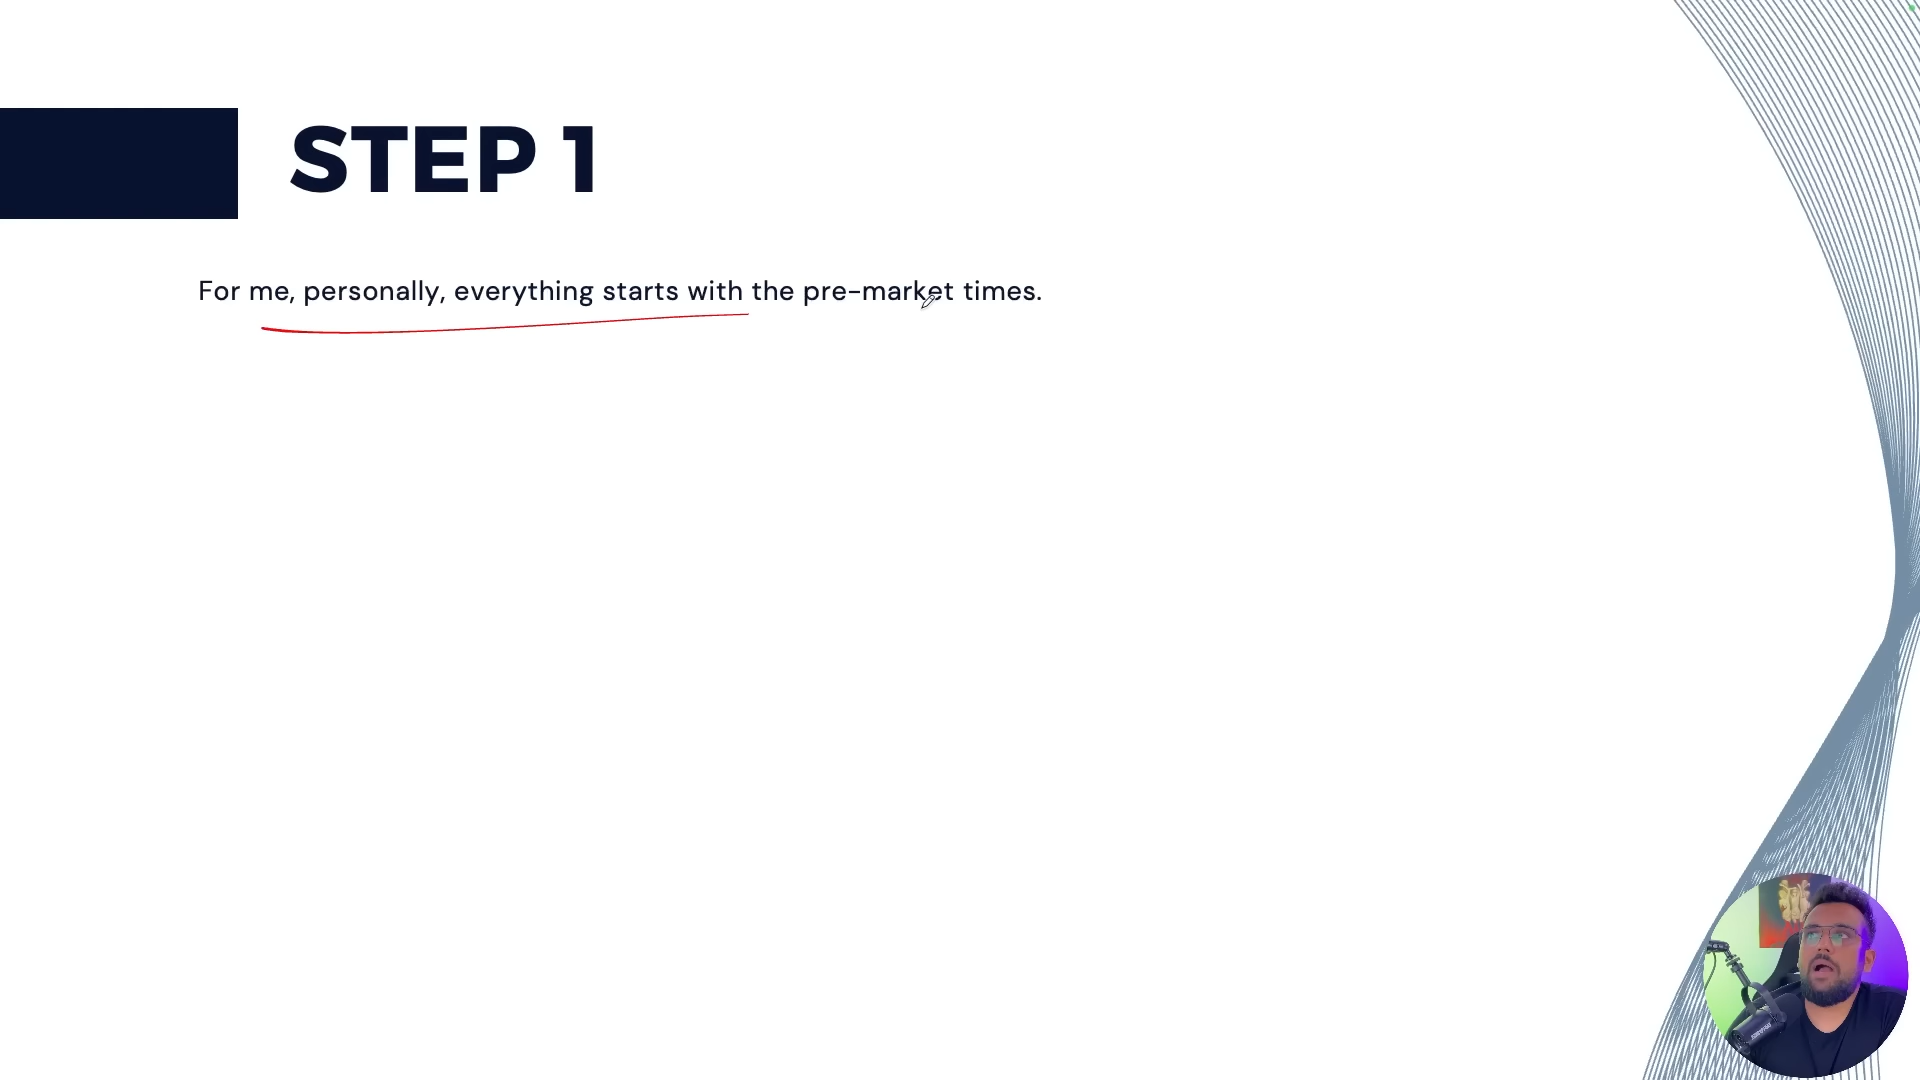 STEP 1
For me, personally, everything starts with the pre-market times.